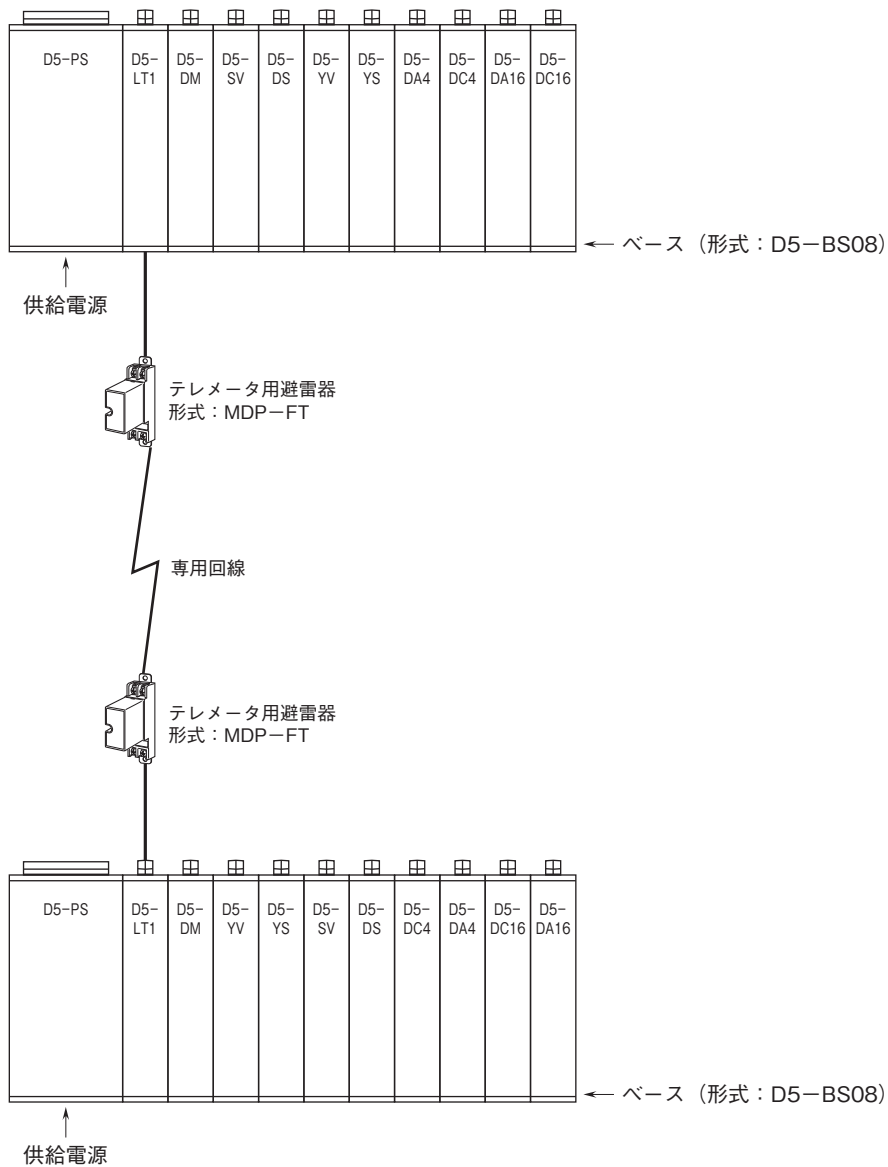 D5-PS D5- D5- D5- D5- D5- D5- D5- D5- D5- D5-
LT1 DM SV DS YV YS DA4 DC4 DA16 DC16
ベース（形式：D5－BS08）
供給電源
テレメータ用避雷器
形式：MDP－FT
専用回線
テレメータ用避雷器
形式：MDP－FT
D5-PS D5- D5- D5- D5- D5- D5- D5- D5- D5- D5-
LT1 DM YV YS SV DS DC4 DA4 DC16 DA16
ベース（形式：D5－BS08）
供給電源